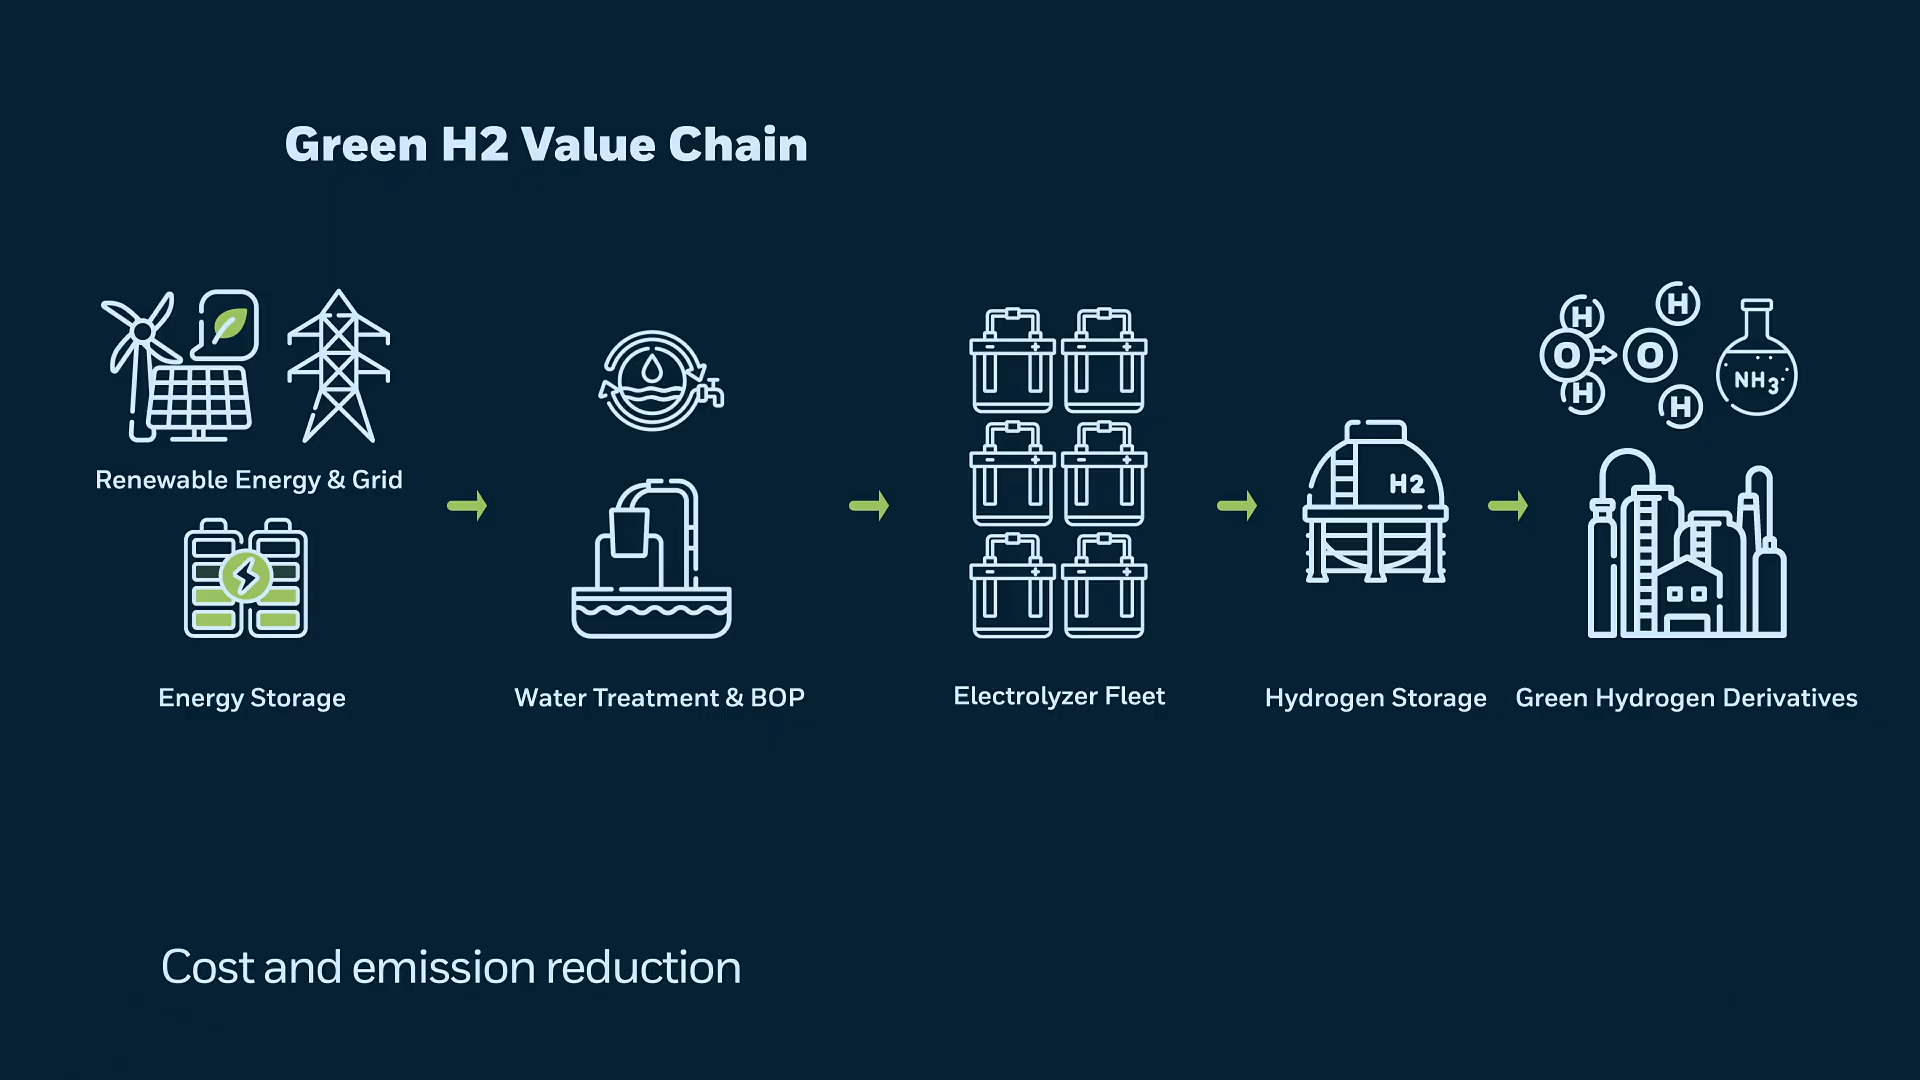 Green H2 Value Chain
H
H
O
O
H
H
NH3
Renewable Energy & Grid
H2
Energy Storage
Water Treatment & BOP
Electrolyzer Fleet
Hydrogen Storage
Green Hydrogen Derivatives
Cost and emission reduction